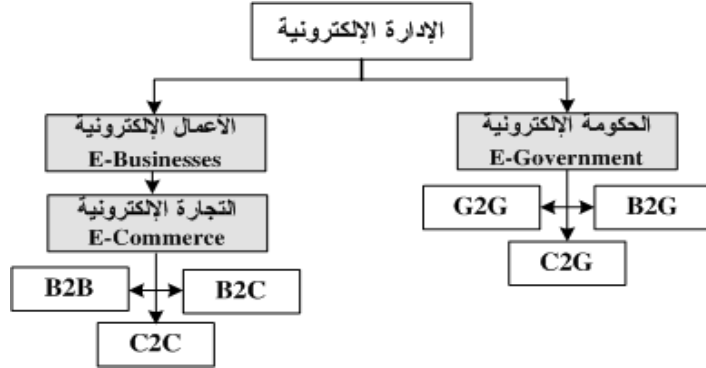 الإدارة الإلكترونية
الأعمال الإلكترونية
E-Businesses
الحكومة الإلكترونية
E-Government
التجارة الإلكترونية
E-Commerce
G2G
B2G
C2G
B2B
B2C
C2C